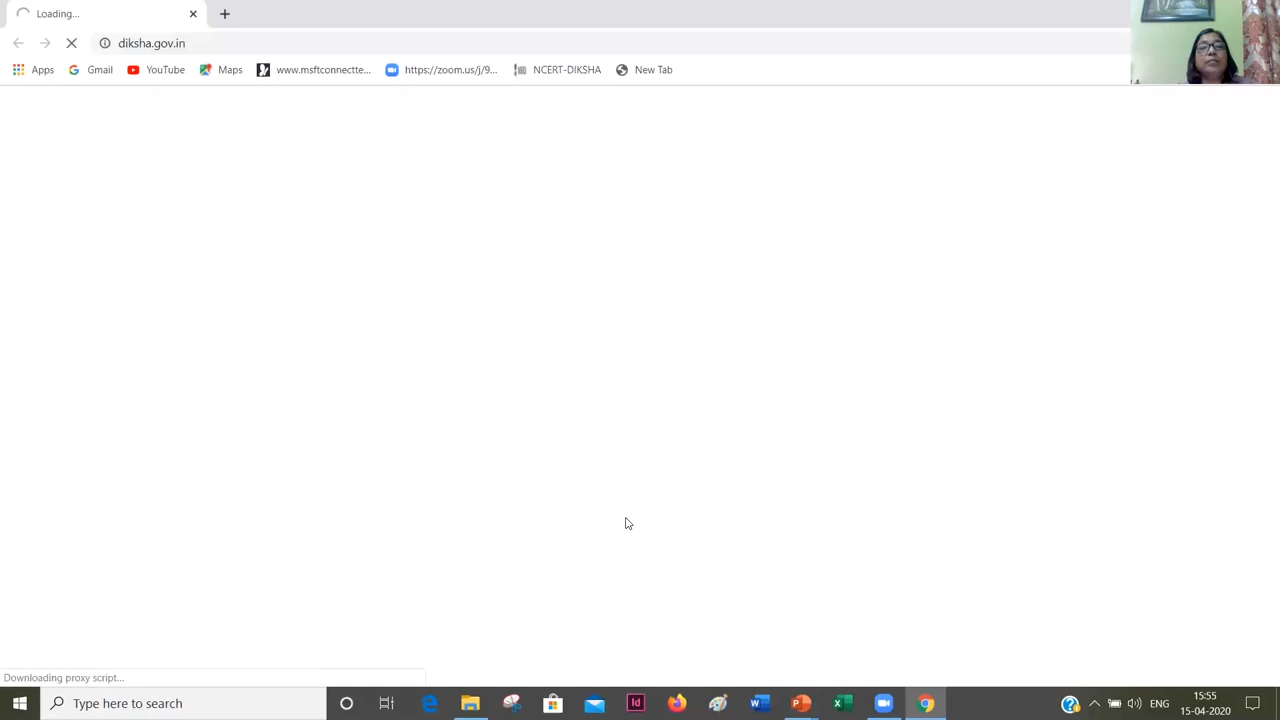 Loading...
diksha.gov.in
Apps Gmail YouTube Maps www.msftconnectte... https://zoom.us/j/9... NCERT-DIKSHA New Tab
Downloading proxy script...
Type here to search
Id
ENG
15:55
15-04-2020